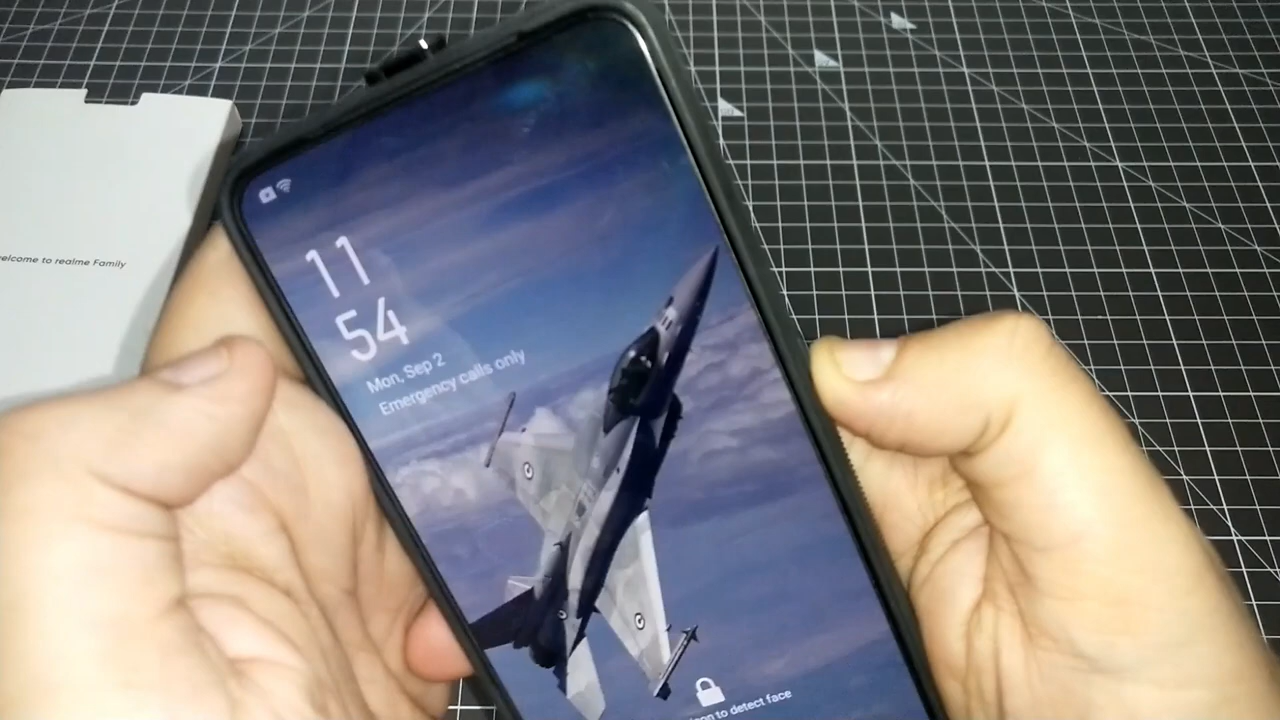 elcome to realme Family
11
54
Mon, Sep 2
Emergency calls only
to detect face